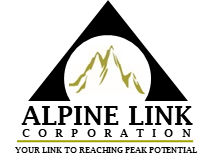 ALPINE LINK
CORPORATION
YOUR LINK TO REACHING PEAK POTENTIAL